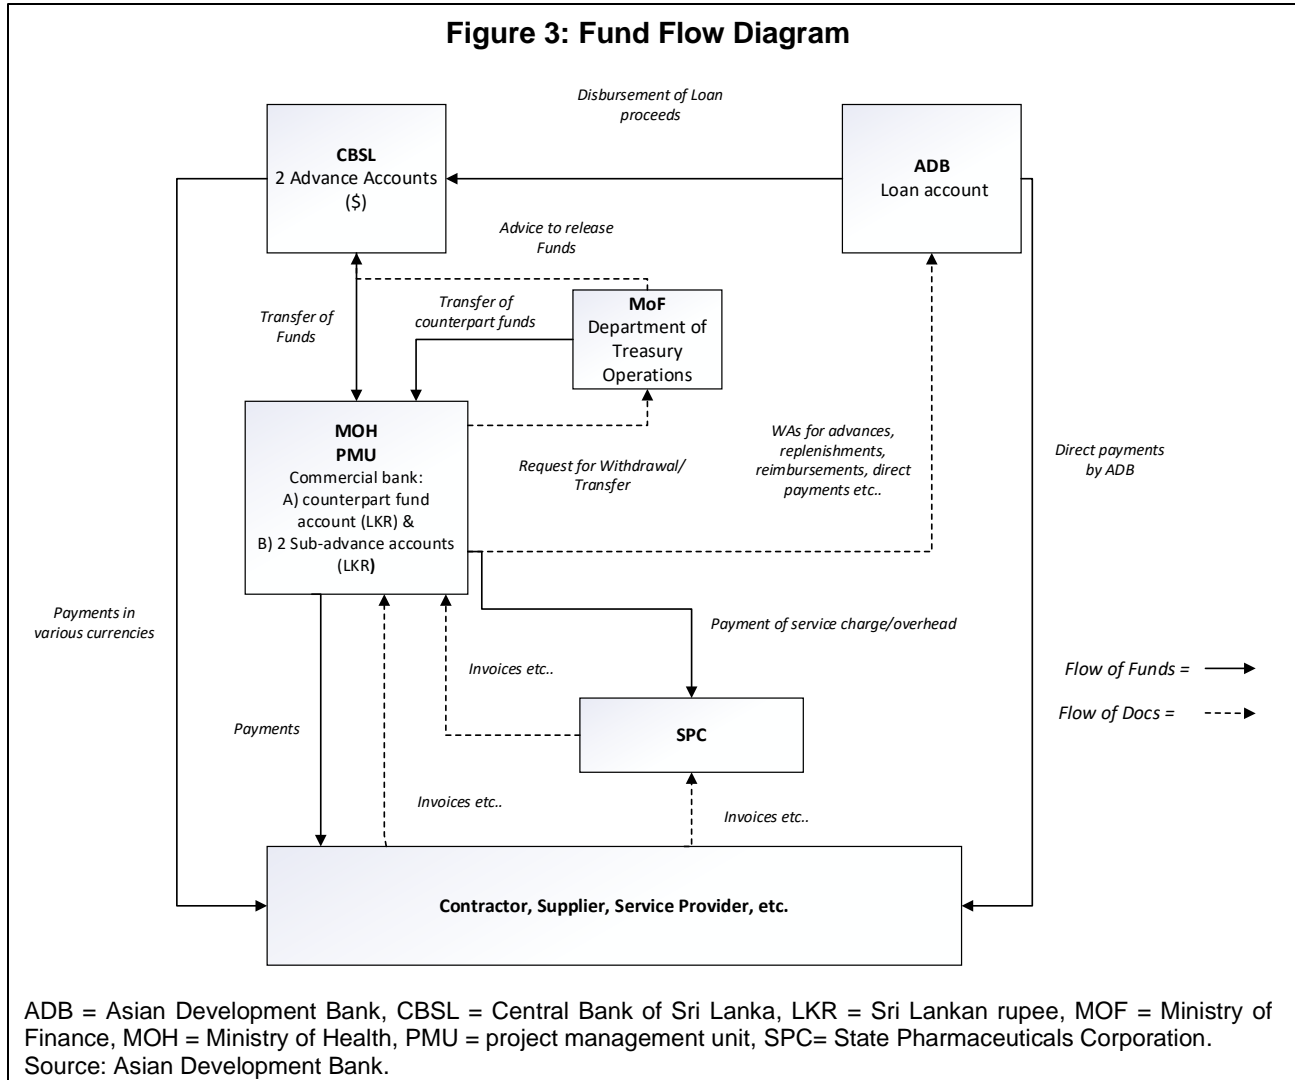 Figure 3: Fund Flow Diagram
Disbursement of Loan
proceeds
CBSL
2 Advance Accounts
($)
ADB
Loan account
Advice to release
Funds
Transfer of
Funds
Transfer of
counterpart funds
MoF
Department of
Treasury
Operations
MOH
PMU
Commercial bank:
A) counterpart fund
account (LKR) &
B) 2 Sub-advance accounts
(LKR)
Request for Withdrawal/
Transfer
WAs for advances,
replenishments,
reimbursements, direct
payments etc..
Direct payments
by ADB
Payments in
various currencies
Payment of service charge/overhead
Invoices etc..
Flow of Funds =
Flow of Docs =
Payments
SPC
Invoices etc..
Invoices etc..
Contractor, Supplier, Service Provider, etc.
ADB = Asian Development Bank, CBSL = Central Bank of Sri Lanka, LKR = Sri Lankan rupee, MOF = Ministry of
Finance, MOH = Ministry of Health, PMU = project management unit, SPC= State Pharmaceuticals Corporation.
Source: Asian Development Bank.